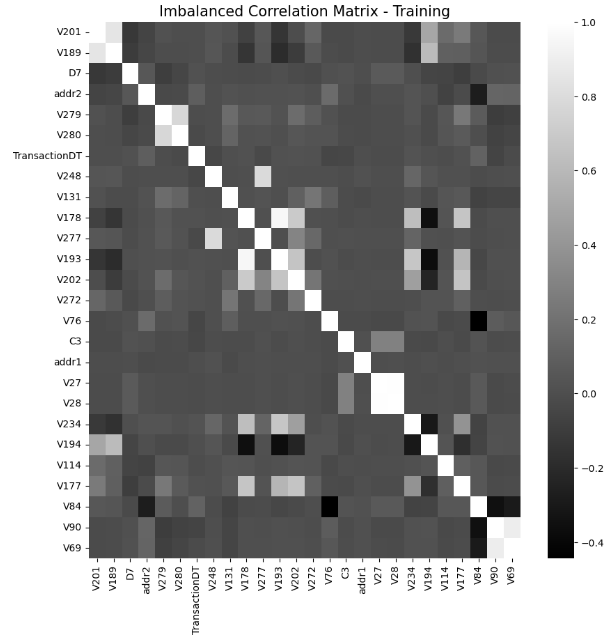 Imbalanced Correlation Matrix - Training
V201
V189
D7
addr2
V279
V280
TransactionDT
V248
V131
V178
V277
V193
V202
V272
V76
C3
addr1
V27
V28
V234
V194
V114
V177
V84
V90
V69
V201
V189
D7
addr2
V279
V280
TransactionDT
V248
V131
V178
V277
V193
V202
V272
V76
C3
addr1
V27
V28
V234
V194
V114
V177
V84
V90
V69
1.0
0.8
0.6
0.4
0.2
0.0
−0.2
−0.4